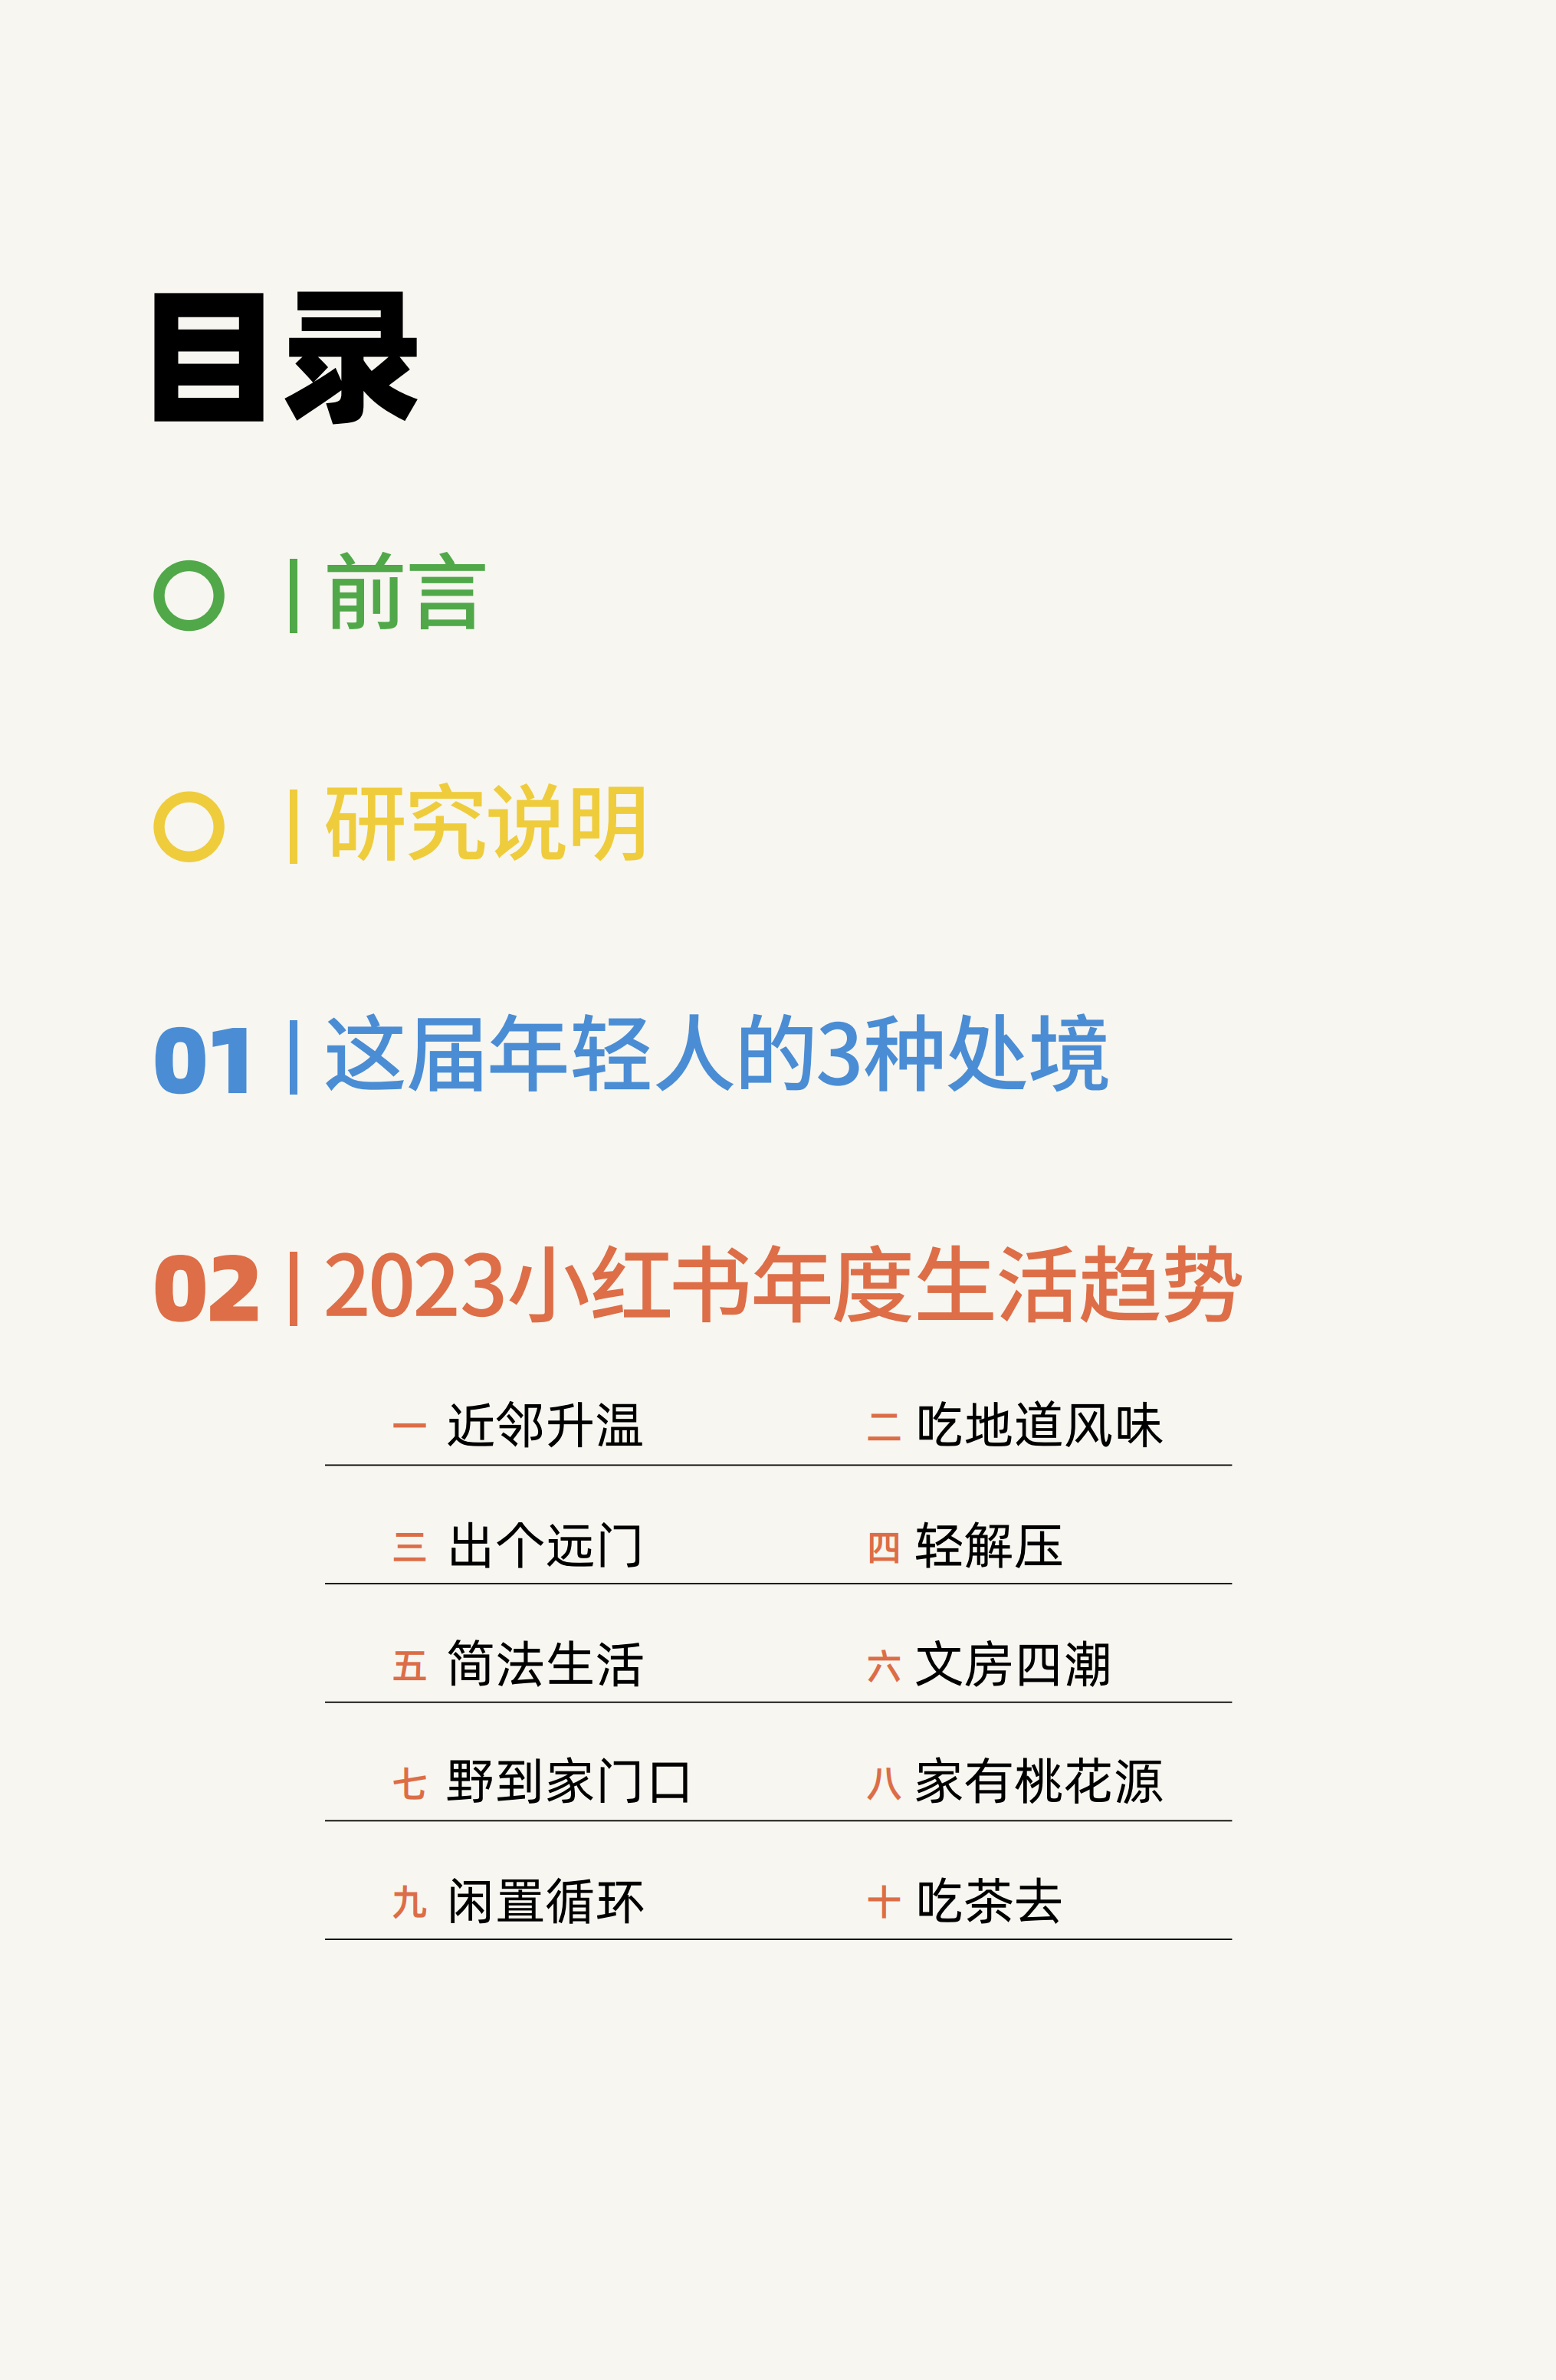 目录
前言
研究说明
01 这届年轻人的3种处境
02 2023小红书年度生活趋势
一 近邻升温 二 吃地道风味
三 出个远门 四 轻解压
五 简法生活 六 文房四潮
七 野到家门口 八 家有桃花源
九 闲置循环 十 吃茶去